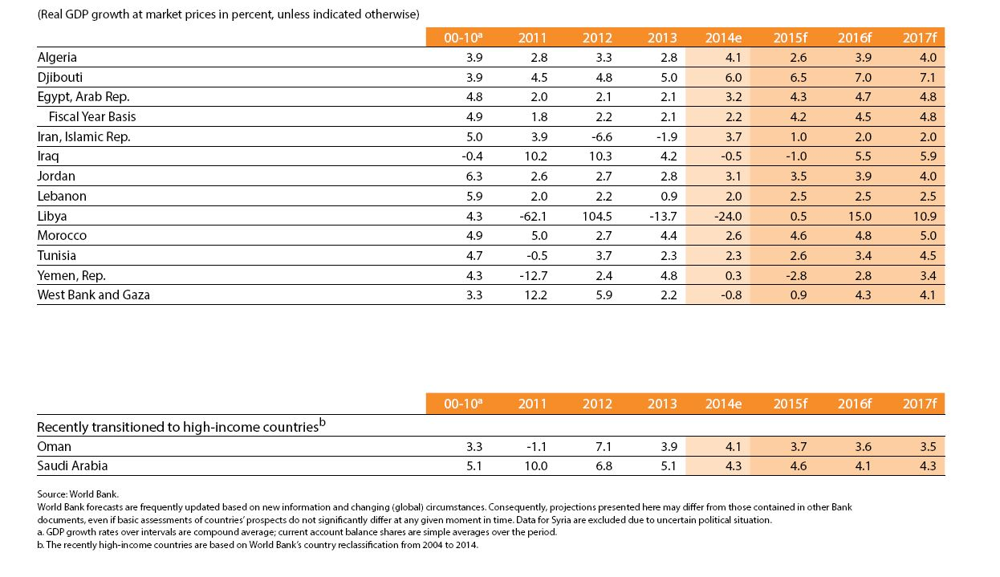 (Real GDP growth at market prices in percent, unless indicated otherwise)
00-10a 2011 2012 2013 2014e 2015f 2016f 2017f
Algeria 3.9 2.8 3.3 2.8 4.1 2.6 3.9 4.0
Djibouti 3.9 4.5 4.8 5.0 6.0 6.5 7.0 7.1
Egypt, Arab Rep. 4.8 2.0 2.1 2.1 3.2 4.3 4.7 4.8
Fiscal Year Basis 4.9 1.8 2.2 2.1 2.2 4.2 4.5 4.8
Iran, Islamic Rep. 5.0 3.9 -6.6 -1.9 3.7 1.0 2.0 2.0
Iraq -0.4 10.2 10.3 4.2 -0.5 -1.0 5.5 5.9
Jordan 6.3 2.6 2.7 2.8 3.1 3.5 3.9 4.0
Lebanon 5.9 2.0 2.2 0.9 2.0 2.5 2.5 2.5
Libya 4.3 -62.1 104.5 -13.7 -24.0 0.5 15.0 10.9
Morocco 4.9 5.0 2.7 4.4 2.6 4.6 4.8 5.0
Tunisia 4.7 -0.5 3.7 2.3 2.3 2.6 3.4 4.5
Yemen, Rep. 4.3 -12.7 2.4 4.8 0.3 -2.8 2.8 3.4
West Bank and Gaza 3.3 12.2 5.9 2.2 -0.8 0.9 4.3 4.1
00-10a 2011 2012 2013 2014e 2015f 2016f 2017f
Recently transitioned to high-income countriesb
Oman 3.3 -1.1 7.1 3.9 4.1 3.7 3.6 3.5
Saudi Arabia 5.1 10.0 6.8 5.1 4.3 4.6 4.1 4.3
Source: World Bank.
World Bank forecasts are frequently updated based on new information and changing (global) circumstances. Consequently, projections presented here may differ from those contained in other Bank
documents, even if basic assessments of countries' prospects do not significantly differ at any given moment in time. Data for Syria are excluded due to uncertain political situation.
a. GDP growth rates over intervals are compound average; current account balance shares are simple averages over the period.
b. The recently high-income countries are based on World Bank's country reclassification from 2004 to 2014.